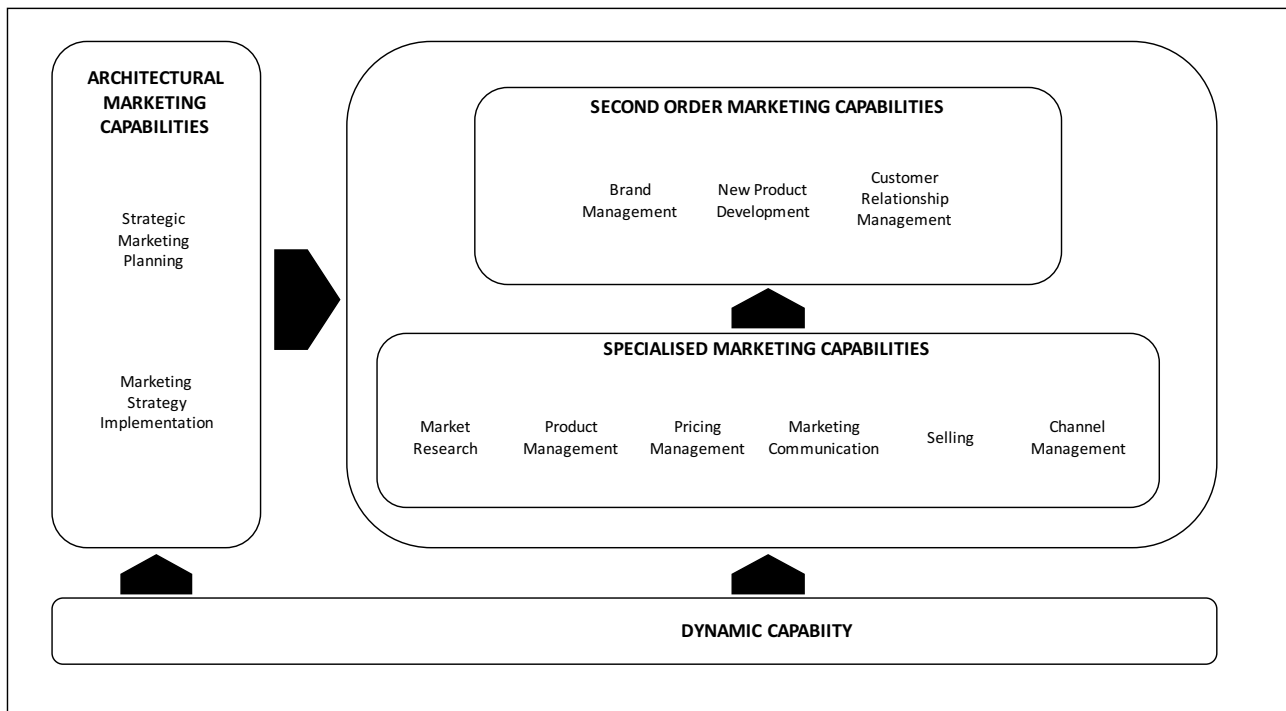 ARCHITECTURAL
MARKETING
CAPABILITIES
Strategic
Marketing
Planning
Marketing
Strategy
Implementation
SECOND ORDER MARKETING CAPABILITIES
Brand
Management
New Product
Development
Customer
Relationship
Management
SPECIALISED MARKETING CAPABILITIES
Market
Research
Product
Management
Pricing
Management
Marketing
Communication
Selling
Channel
Management
DYNAMIC CAPABIITY